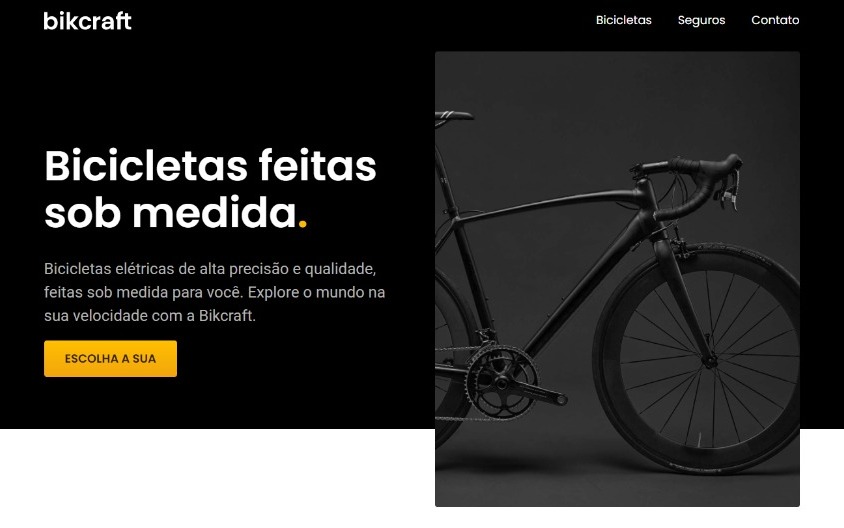 bikcraft
Bicicletas Seguros Contato
Bicicletas feitas
sob medida.
Bicicletas elétricas de alta precisão e qualidade,
feitas sob medida para você. Explore o mundo na
sua velocidade com a Bikcraft.
ESCOLHA A SUA